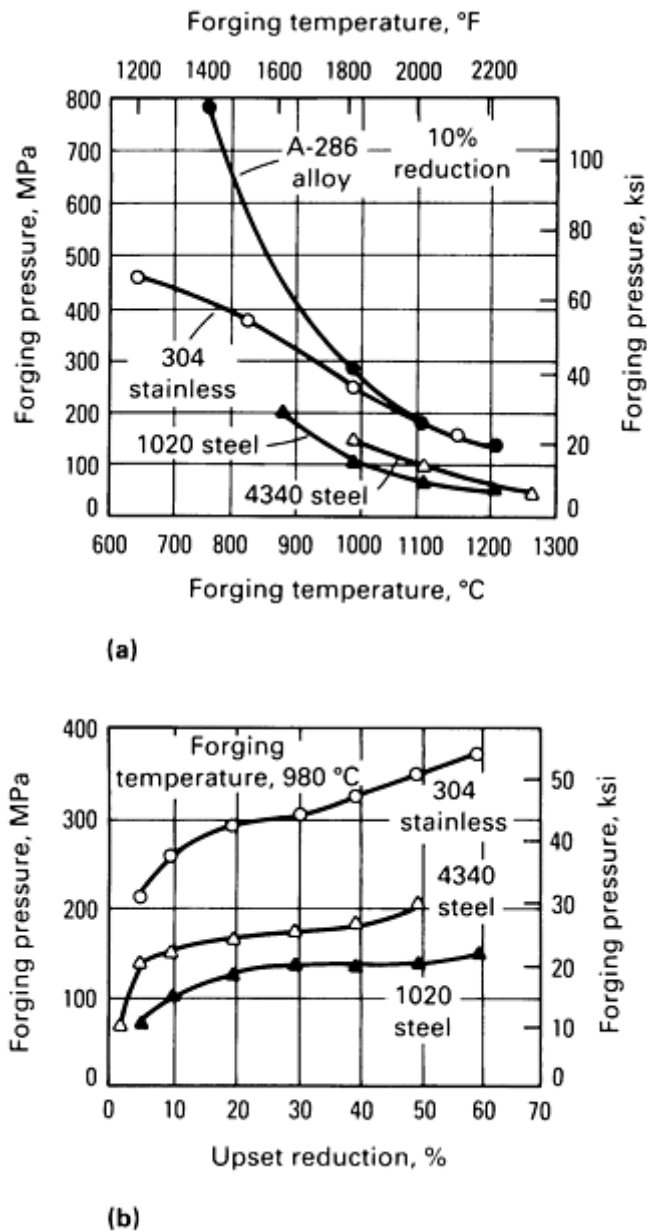 Forging temperature, °F
1200 1400 1600 1800 2000 2200
800
700
600
500
400
300
200
100
0
Forging pressure, MPa
A-286
alloy
10%
reduction
304
stainless
1020 steel
4340 steel
100
80
60
40
20
0
Forging pressure, ksi
600 700 800 900 1000 1100 1200 1300
Forging temperature, °C
(a)
400
300
200
100
0
Forging pressure, MPa
Forging
temperature, 980 °C
304
stainless
4340
steel
1020
steel
50
40
30
20
10
0
Forging pressure, ksi
0 10 20 30 40 50 60 70
Upset reduction, %
(b)